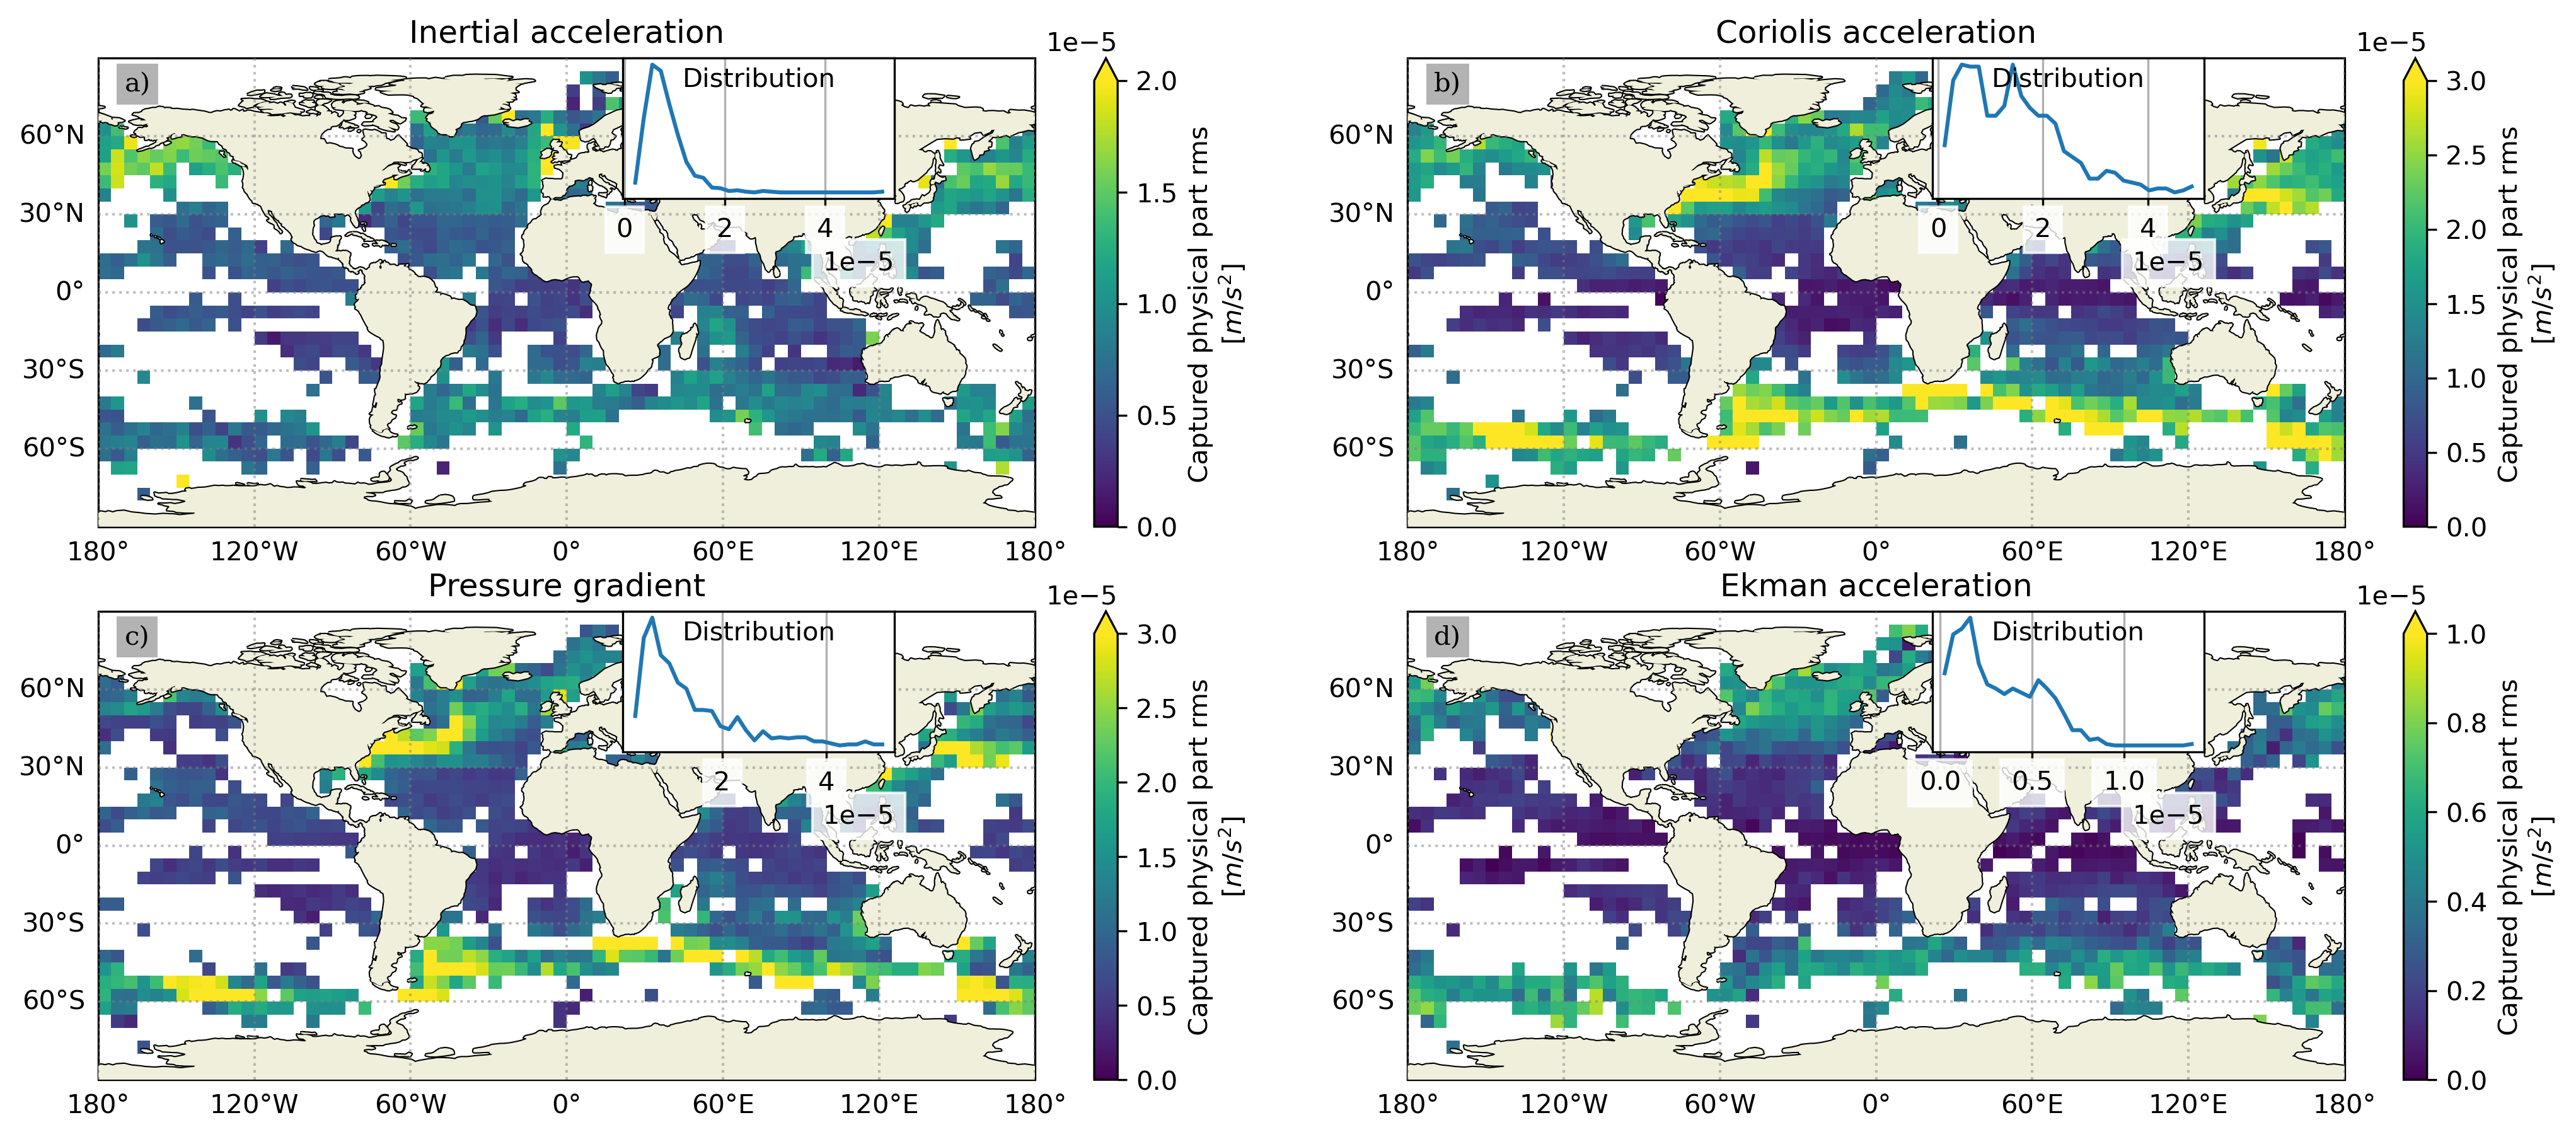 Inertial acceleration
1e−5
a)
Distribution
0
2
4
1e−5
60°N
30°N
0°
30°S
60°S
180°
120°W
60°W
0°
60°E
120°E
180°
2.0
1.5
1.0
0.5
0.0
Captured physical part rms
[m/s²]
Coriolis acceleration
1e−5
b)
Distribution
0
2
4
1e−5
60°N
30°N
0°
30°S
60°S
180°
120°W
60°W
0°
60°E
120°E
180°
3.0
2.5
2.0
1.5
1.0
0.5
0.0
Captured physical part rms
[m/s²]
Pressure gradient
1e−5
c)
Distribution
2
4
1e−5
60°N
30°N
0°
30°S
60°S
180°
120°W
60°W
0°
60°E
120°E
180°
3.0
2.5
2.0
1.5
1.0
0.5
0.0
Captured physical part rms
[m/s²]
Ekman acceleration
1e−5
d)
Distribution
0.0
0.5
1.0
1e−5
60°N
30°N
0°
30°S
60°S
180°
120°W
60°W
0°
60°E
120°E
180°
1.0
0.8
0.6
0.4
0.2
0.0
Captured physical part rms
[m/s²]